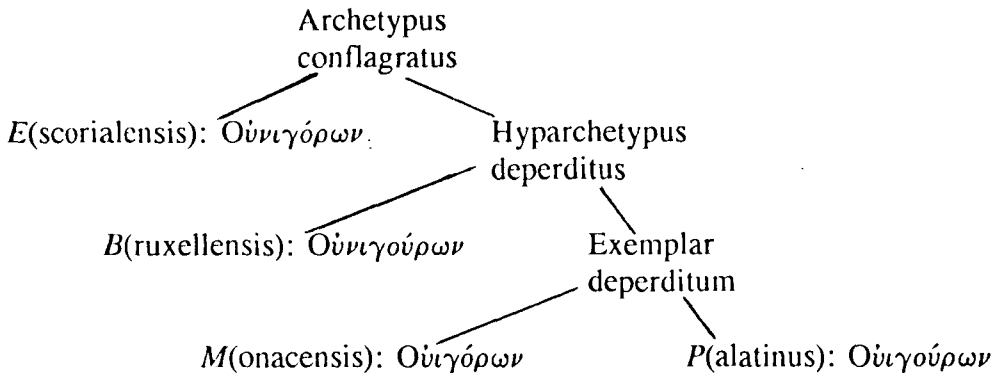 Archetypus
conflagratus
E(scorialensis): Οὐνιγόρων
Hyparchetypus
deperditus
B(ruxellensis): Οὐνιγούρων
Exemplar
deperditum
M(onacensis): Οὐιγόρων
P(alatinus): Οὐιγούρων